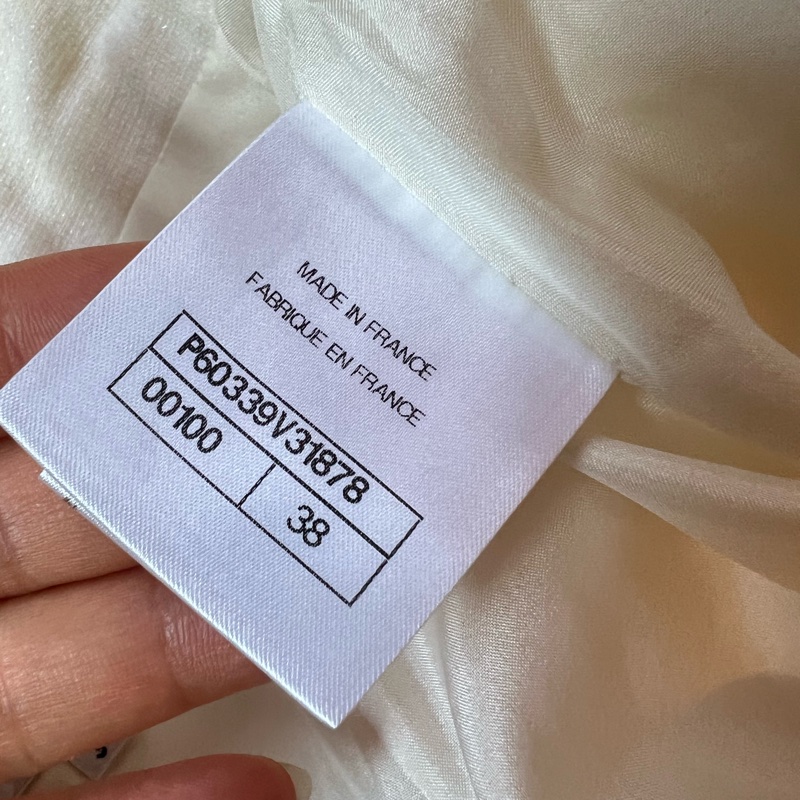 MADE IN FRANCE
FABRIQUE EN FRANCE
P60339V31878
00100 38